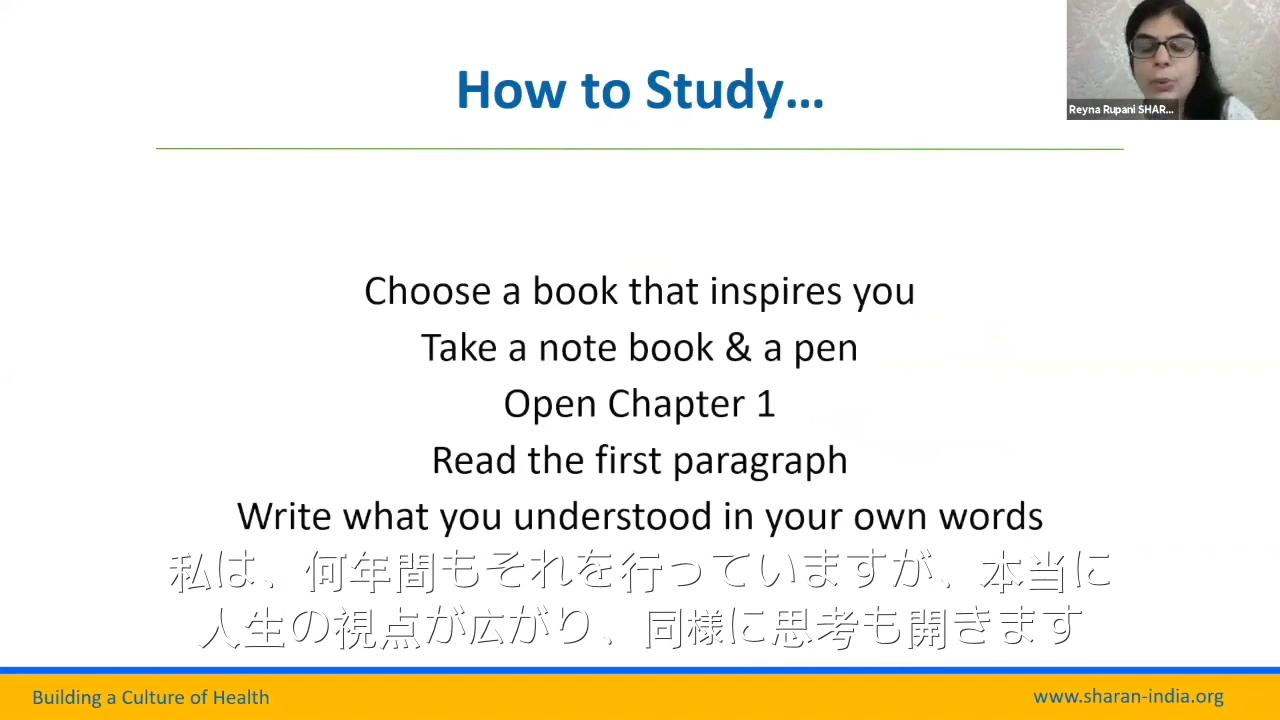 How to Study...
Reyna Rupani SHAR...
Choose a book that inspires you
Take a note book & a pen
Open Chapter 1
Read the first paragraph
Write what you understood in your own words
私は、何年間もそれを行っていますが、本当に
人生の視点が広がり、同様に思考も開きます
Building a Culture of Health
www.sharan-india.org